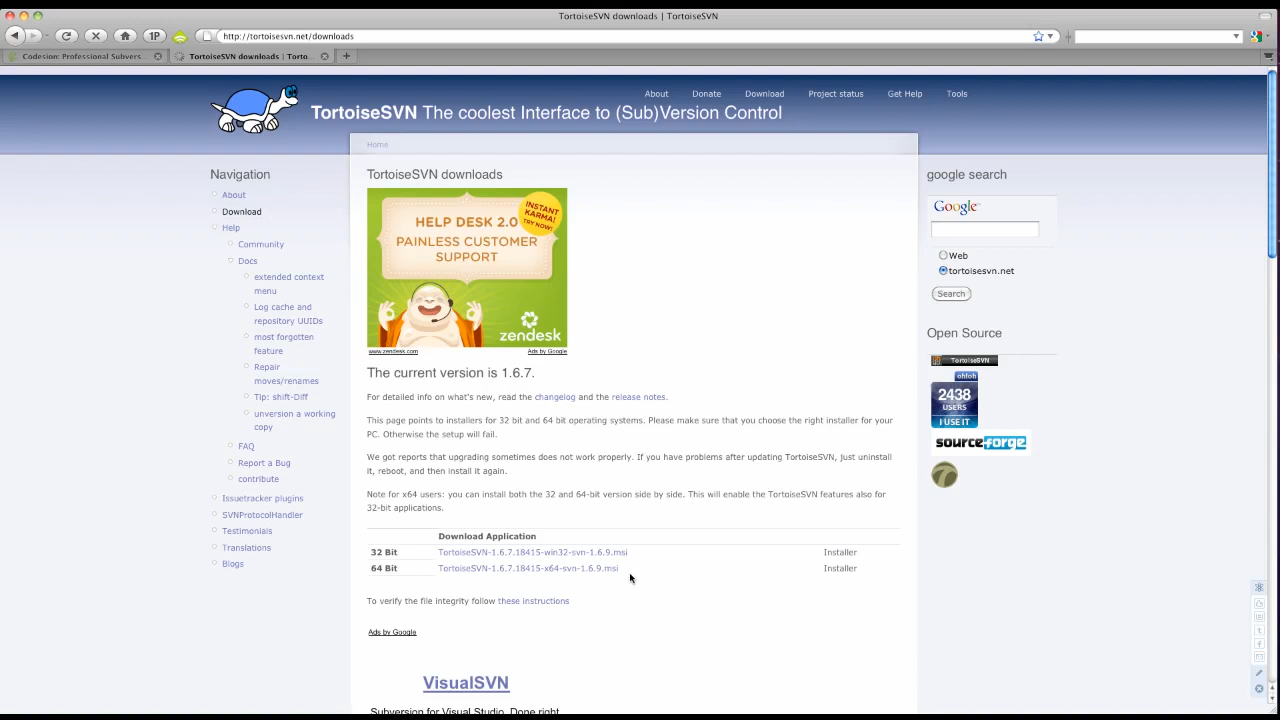 TortoiseSVN downloads | TortoiseSVN
1P
http://tortoisesvn.net/downloads
Codesion: Professional Subvers...
TortoiseSVN downloads | Torto...
About
Donate
Download
Project status
Get Help
Tools
TortoiseSVN The coolest Interface to (Sub)Version Control
Home
Navigation
About
Download
Help
Community
Docs
extended context
menu
Log cache and
repository UUIDs
most forgotten
feature
Repair
moves/renames
Tip: shift-Diff
unversion a working
copy
FAQ
Report a Bug
contribute
Issuetracker plugins
SVNProtocolHandler
Testimonials
Translations
Blogs
TortoiseSVN downloads
INSTANT
KARMA!
TRY NOW!
HELP DESK 2.0
PAINLESS CUSTOMER
SUPPORT
zendesk
www.zendesk.com
Ads by Google
The current version is 1.6.7.
For detailed info on what's new, read the changelog and the release notes.
This page points to installers for 32 bit and 64 bit operating systems. Please make sure that you choose the right installer for your
PC. Otherwise the setup will fail.
We got reports that upgrading sometimes does not work properly. If you have problems after updating TortoiseSVN, just uninstall
it, reboot, and then install it again.
Note for x64 users: you can install both the 32 and 64-bit version side by side. This will enable the TortoiseSVN features also for
32-bit applications.
Download Application
32 Bit TortoiseSVN-1.6.7.18415-win32-svn-1.6.9.msi Installer
64 Bit TortoiseSVN-1.6.7.18415-x64-svn-1.6.9.msi Installer
To verify the file integrity follow these instructions
Ads by Google
VisualSVN
Subversion for Visual Studio. Done right
google search
Google
Web
tortoisesvn.net
Search
Open Source
TortoiseSVN
ohloh
2438
USERS
I USE IT
sourceforge